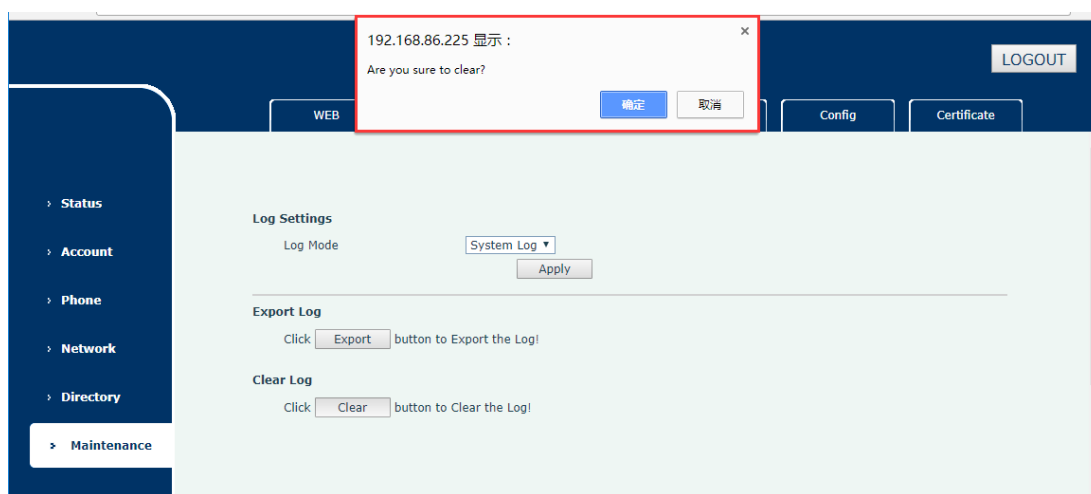 192.168.86.225 显示：
×
Are you sure to clear?
确定 取消
LOGOUT
WEB Config Certificate
› Status
› Account
› Phone
› Network
› Directory
› Maintenance
Log Settings
Log Mode System Log ▼
Apply
Export Log
Click Export button to Export the Log!
Clear Log
Click Clear button to Clear the Log!